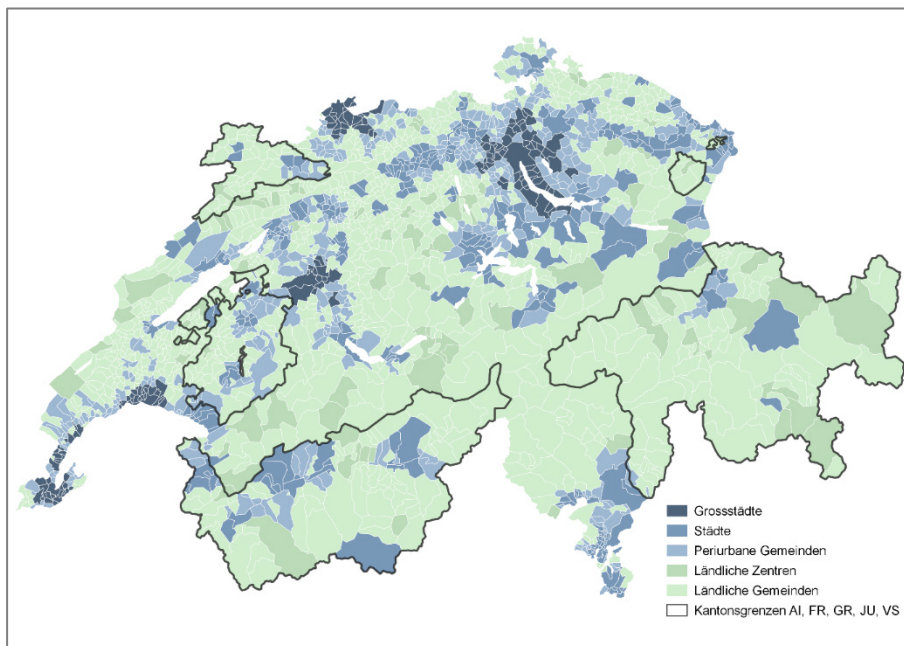 Grossstädte
Städte
Periurbane Gemeinden
Ländliche Zentren
Ländliche Gemeinden
Kantonsgrenzen AI, FR, GR, JU, VS